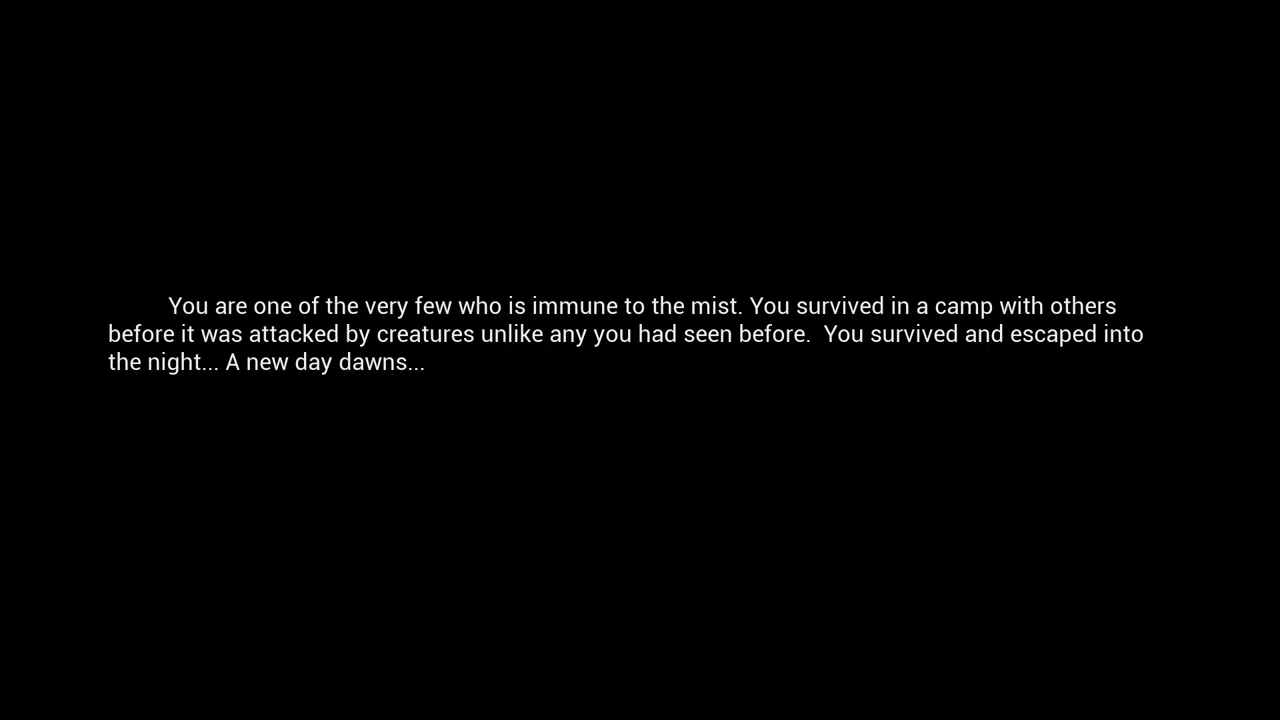 You are one of the very few who is immune to the mist. You survived in a camp with others
before it was attacked by creatures unlike any you had seen before.  You survived and escaped into
the night... A new day dawns...